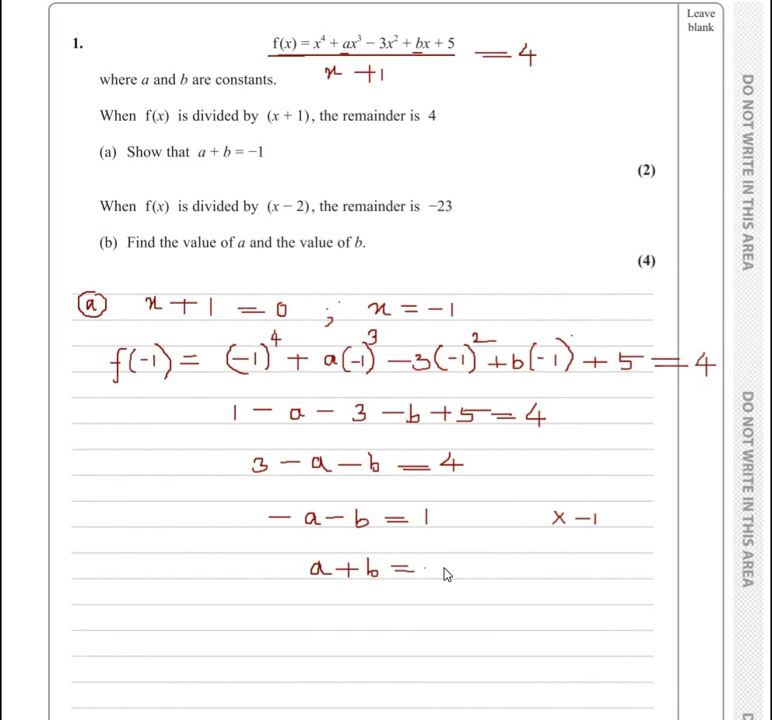 Leave
blank
1.
f(x) = x⁴ + ax³ − 3x² + bx + 5 = 4
x + 1
where a and b are constants.
When f(x) is divided by (x + 1), the remainder is 4
(a) Show that a + b = −1
(2)
When f(x) is divided by (x − 2), the remainder is −23
(b) Find the value of a and the value of b.
(4)
(a) x + 1 = 0 ; x = −1
f(−1) = (−1)⁴ + a(−1)³ − 3(−1)² + b(−1) + 5 = 4
1 − a − 3 − b + 5 = 4
3 − a − b = 4
− a − b = 1 × −1
a + b =
DO NOT WRITE IN THIS AREA
DO NOT WRITE IN THIS AREA
D